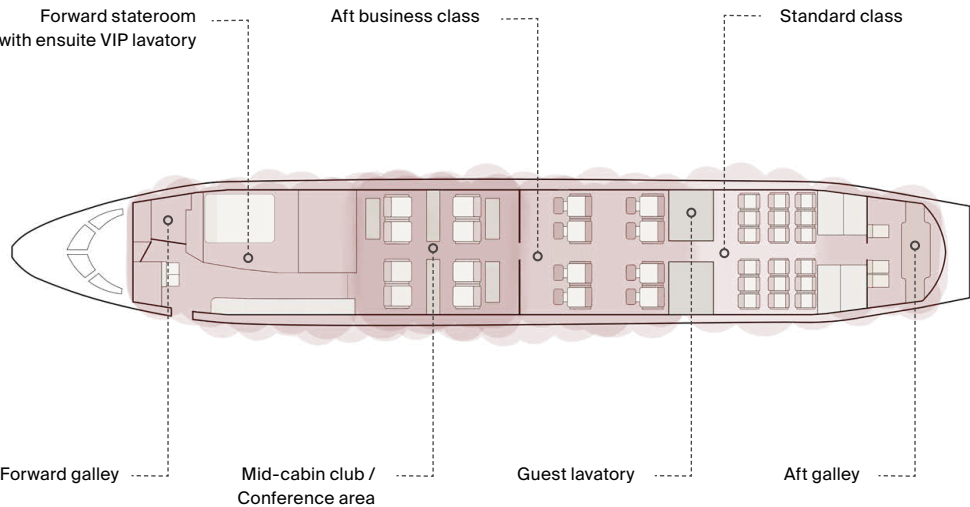 Forward stateroom
with ensuite VIP lavatory
Aft business class
Standard class
Forward galley
Mid-cabin club /
Conference area
Guest lavatory
Aft galley